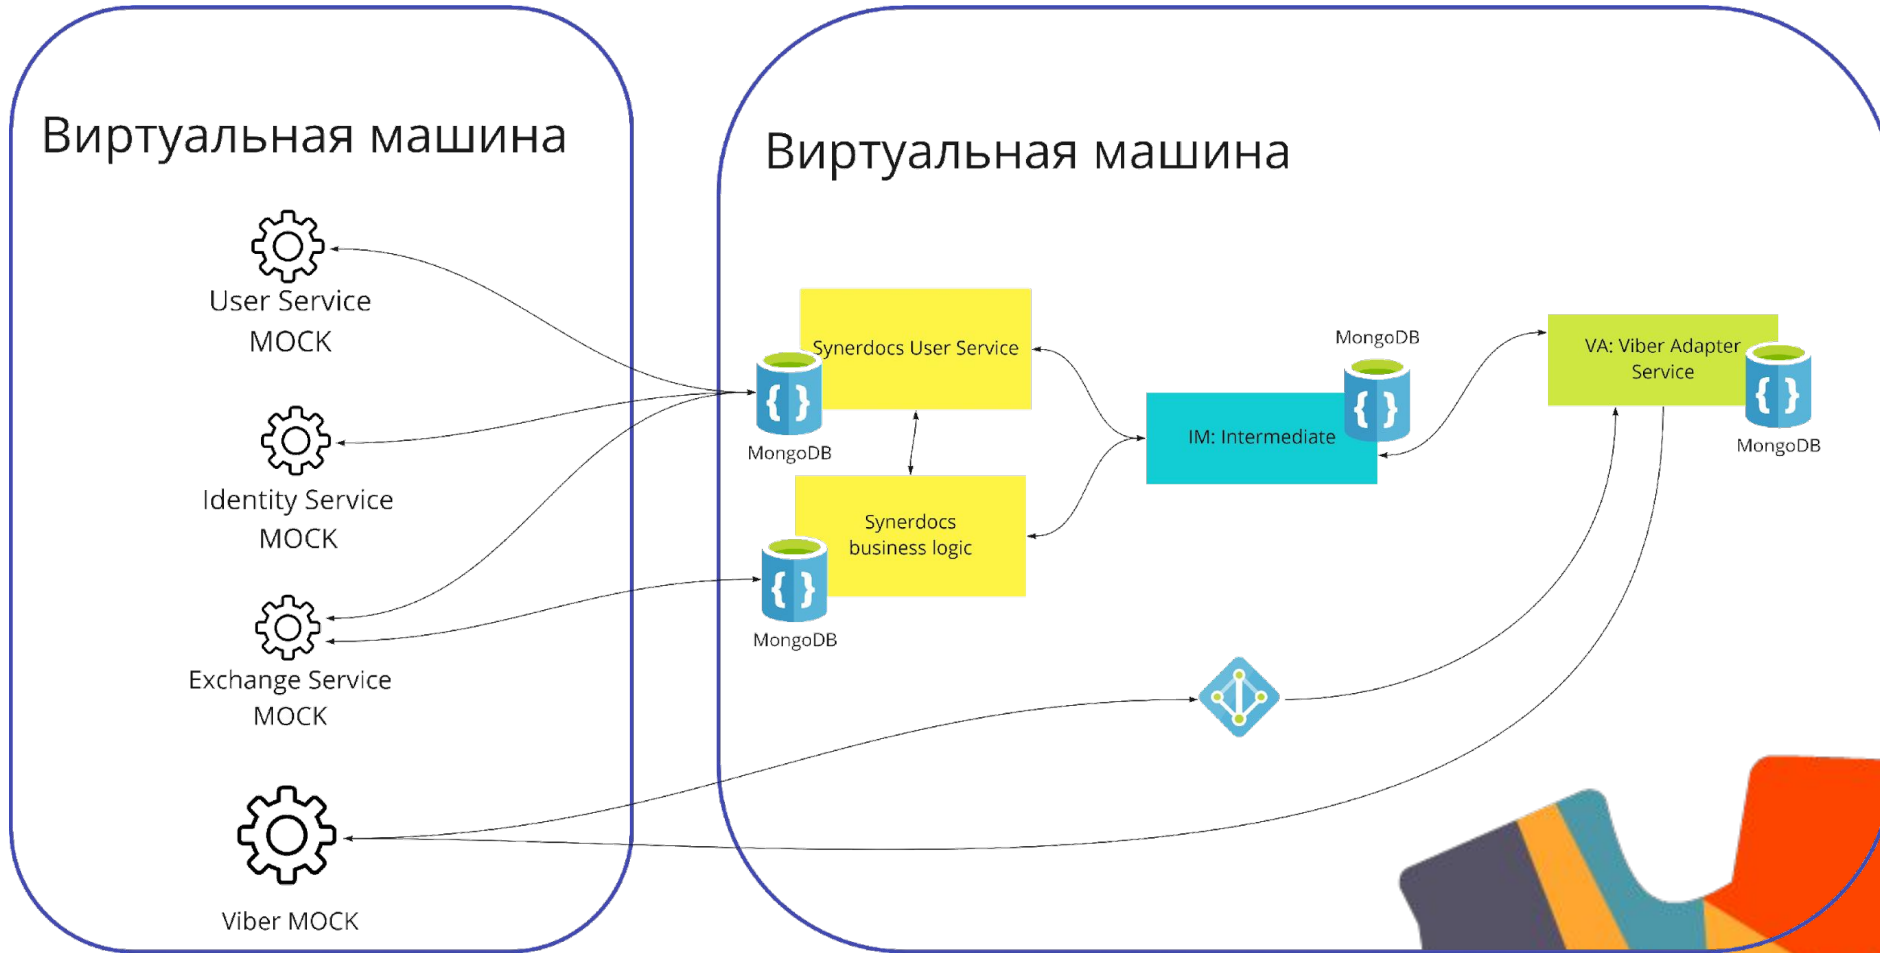 Виртуальная машина
User Service
MOCK
Identity Service
MOCK
Exchange Service
MOCK
Viber MOCK
Виртуальная машина
Synerdocs User Service
MongoDB
Synerdocs
business logic
MongoDB
MongoDB
IM: Intermediate
VA: Viber Adapter
Service
MongoDB